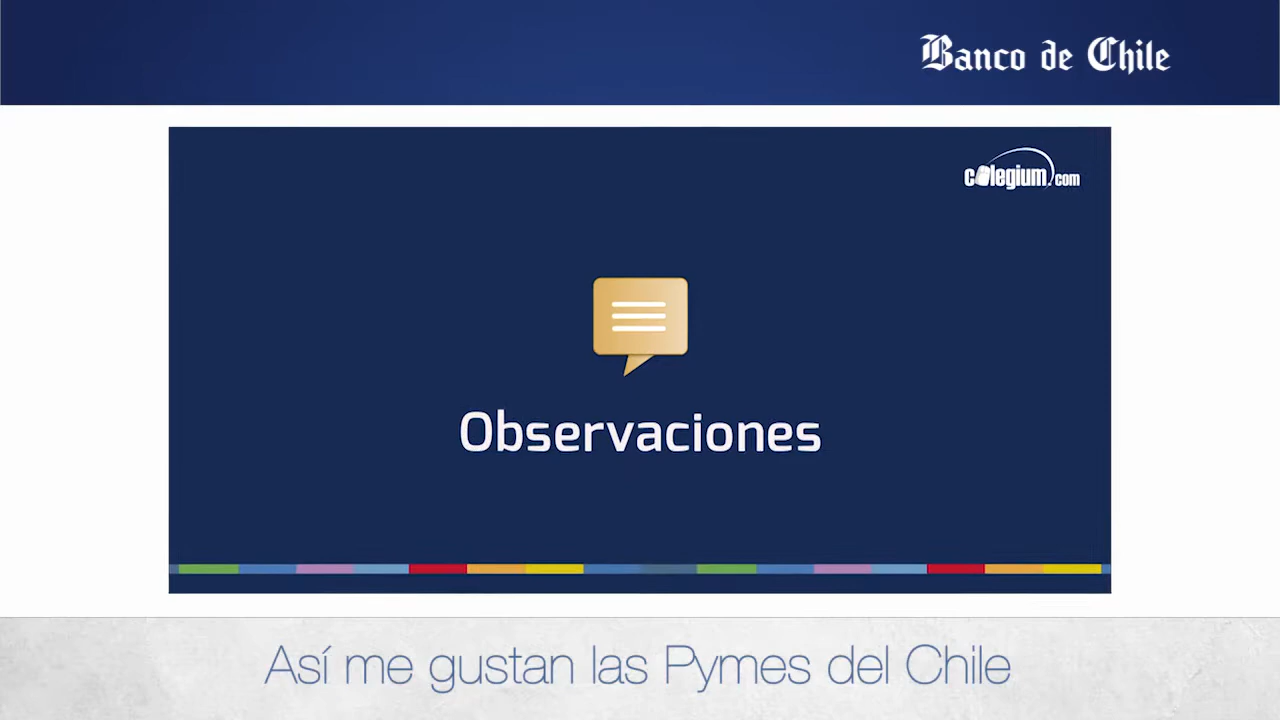 Banco de Chile
colegium.com
Observaciones
Así me gustan las Pymes del Chile